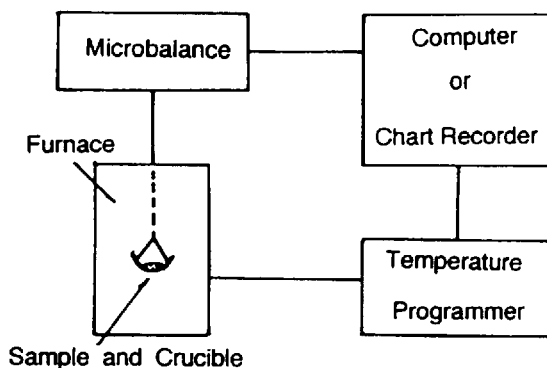 Microbalance
Computer
or
Chart Recorder
Furnace
Temperature
Programmer
Sample and Crucible